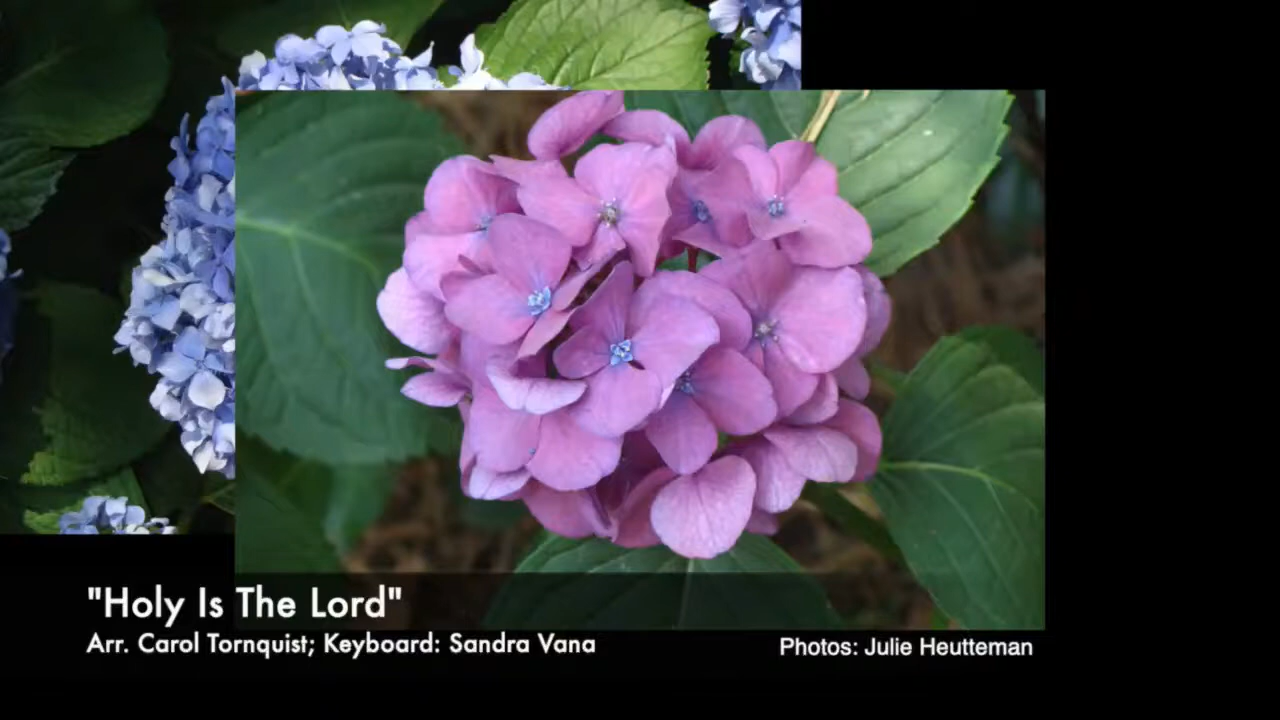 "Holy Is The Lord"
Arr. Carol Tornquist; Keyboard: Sandra Vana
Photos: Julie Heutteman